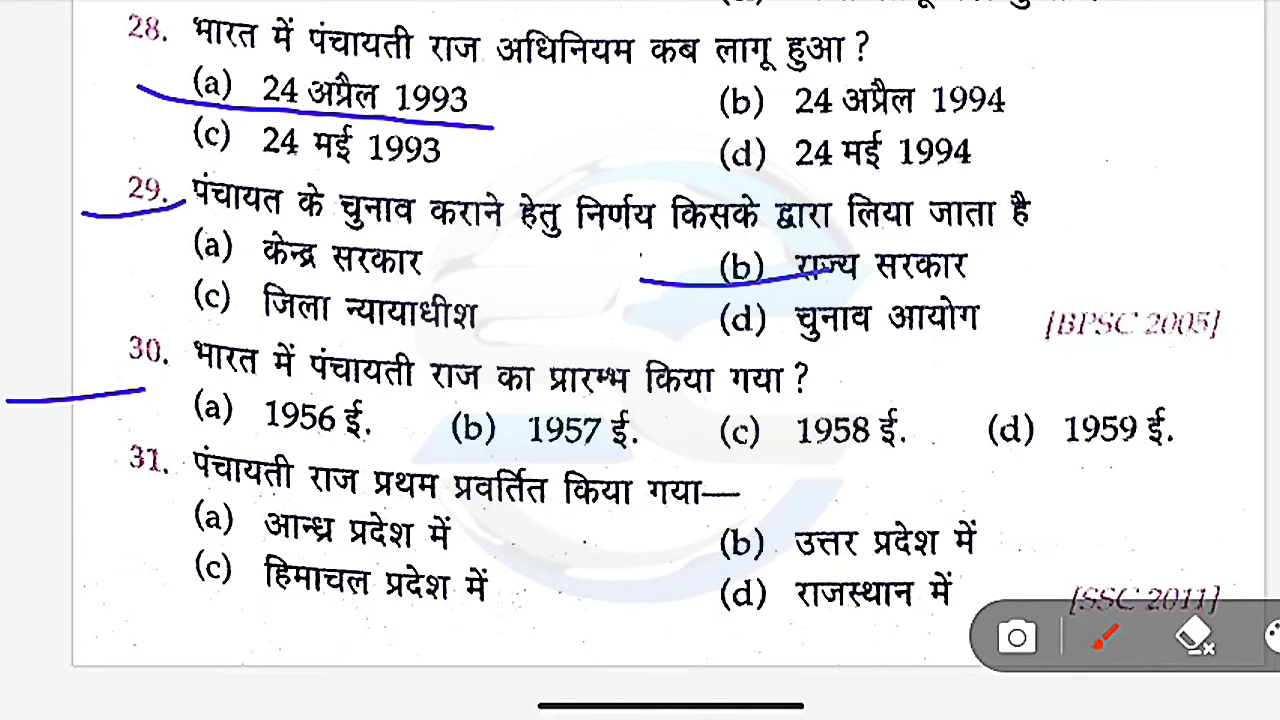 28. भारत में पंचायती राज अधिनियम कब लागू हुआ ?
(a) 24 अप्रैल 1993 (b) 24 अप्रैल 1994
(c) 24 मई 1993 (d) 24 मई 1994
29. पंचायत के चुनाव कराने हेतु निर्णय किसके द्वारा लिया जाता है
(a) केन्द्र सरकार (b) राज्य सरकार
(c) जिला न्यायाधीश (d) चुनाव आयोग [BPSC 2005]
30. भारत में पंचायती राज का प्रारम्भ किया गया ?
(a) 1956 ई. (b) 1957 ई. (c) 1958 ई. (d) 1959 ई.
31. पंचायती राज प्रथम प्रवर्तित किया गया—
(a) आन्ध्र प्रदेश में (b) उत्तर प्रदेश में
(c) हिमाचल प्रदेश में (d) राजस्थान में
[SSC 2011]